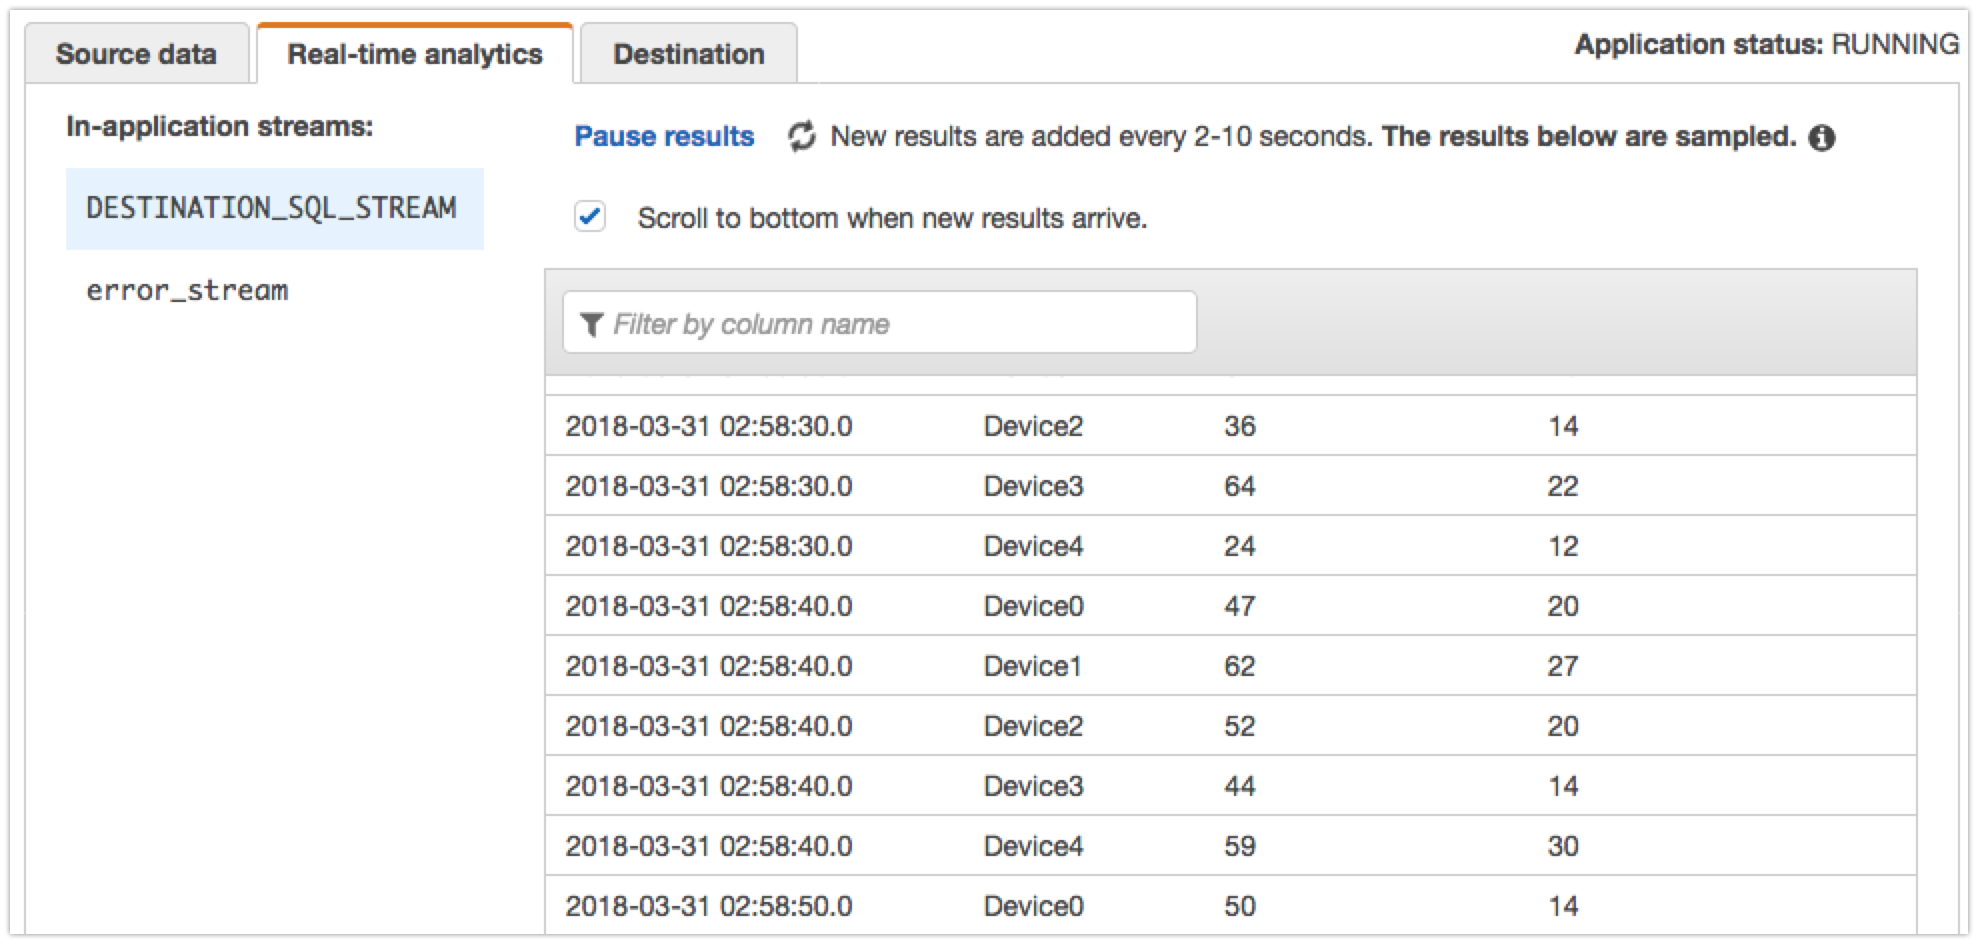 Source data Real-time analytics Destination Application status: RUNNING
In-application streams:
DESTINATION_SQL_STREAM
error_stream
Pause results New results are added every 2-10 seconds. The results below are sampled.
Scroll to bottom when new results arrive.
Filter by column name
2018-03-31 02:58:30.0 Device2 36 14
2018-03-31 02:58:30.0 Device3 64 22
2018-03-31 02:58:30.0 Device4 24 12
2018-03-31 02:58:40.0 Device0 47 20
2018-03-31 02:58:40.0 Device1 62 27
2018-03-31 02:58:40.0 Device2 52 20
2018-03-31 02:58:40.0 Device3 44 14
2018-03-31 02:58:40.0 Device4 59 30
2018-03-31 02:58:50.0 Device0 50 14